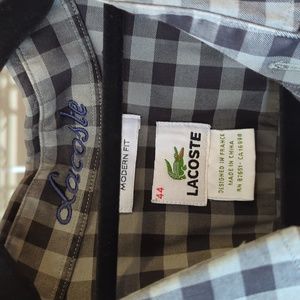 Lacoste
MODERN FIT
44
LACOSTE
DESIGNED IN FRANCE
MADE IN CHINA